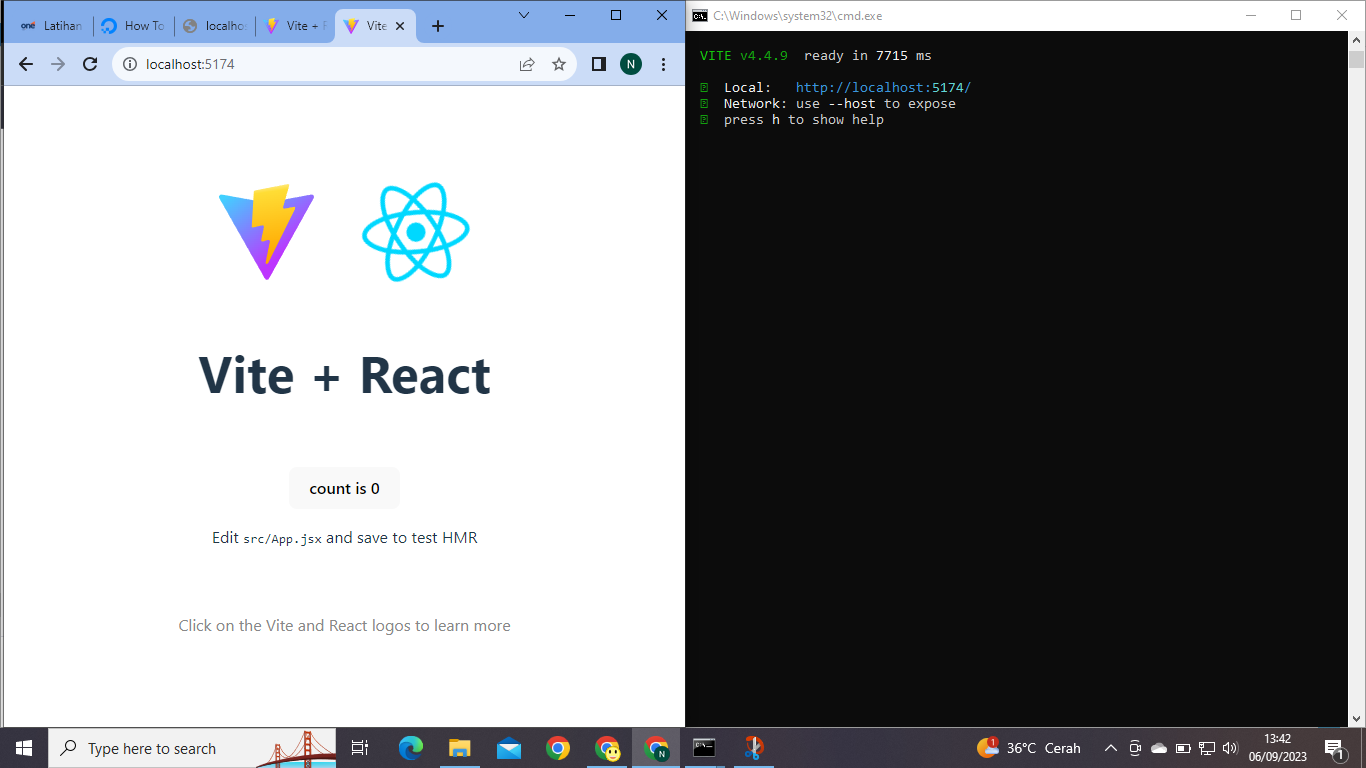 one Latihan
How To
localhos
Vite + R
Vite
localhost:5174
N
Vite + React
count is 0
Edit src/App.jsx and save to test HMR
Click on the Vite and React logos to learn more
C:\Windows\system32\cmd.exe
VITE v4.4.9 ready in 7715 ms
Local: http://localhost:5174/
Network: use --host to expose
press h to show help
Type here to search
N
1
36°C Cerah
13:42
06/09/2023
1